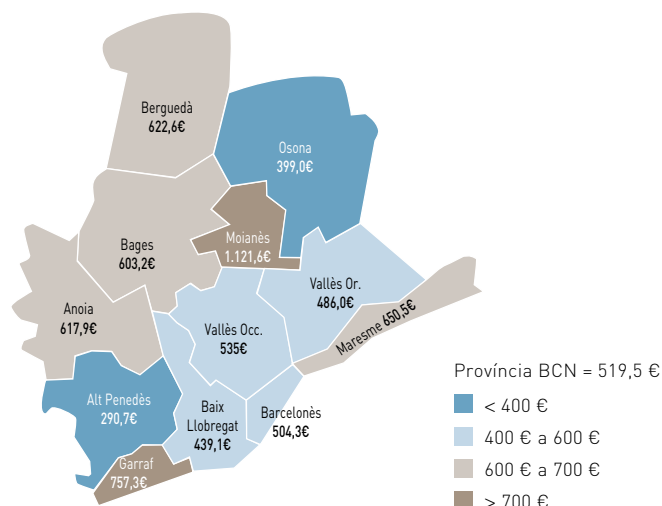 Berguedà
622,6€
Osona
399,0€
Moianès
1.121,6€
Bages
603,2€
Vallès Or.
486,0€
Anoia
617,9€
Vallès Occ.
535€
Maresme 650,5€
Alt Penedès
290,7€
Baix
Llobregat
439,1€
Barcelonès
504,3€
Garraf
757,3€
Província BCN = 519,5 €
< 400 €
400 € a 600 €
600 € a 700 €
> 700 €